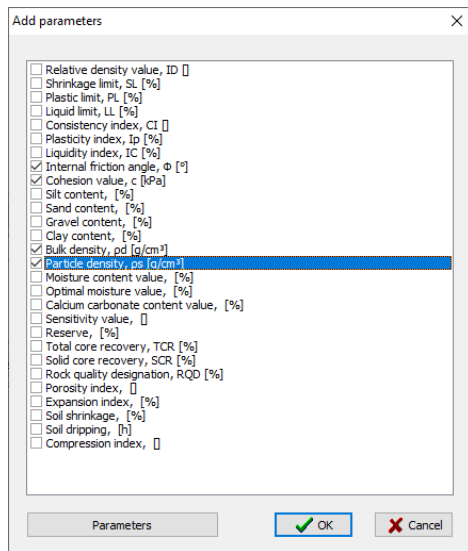 Add parameters
Relative density value, ID []
Shrinkage limit, SL [%]
Plastic limit, PL [%]
Liquid limit, LL [%]
Consistency index, CI []
Plasticity index, Ip [%]
Liquidity index, IC [%]
Internal friction angle, Φ [°]
Cohesion value, c [kPa]
Silt content,  [%]
Sand content,  [%]
Gravel content,  [%]
Clay content,  [%]
Bulk density, ρd [g/cm³]
Particle density, ρs [g/cm³]
Moisture content value,  [%]
Optimal moisture value,  [%]
Calcium carbonate content value,  [%]
Sensitivity value,  []
Reserve,  [%]
Total core recovery, TCR [%]
Solid core recovery, SCR [%]
Rock quality designation, RQD [%]
Porosity index,  []
Expansion index,  [%]
Soil shrinkage,  [%]
Soil dripping,  [h]
Compression index,  []
Parameters
OK
Cancel